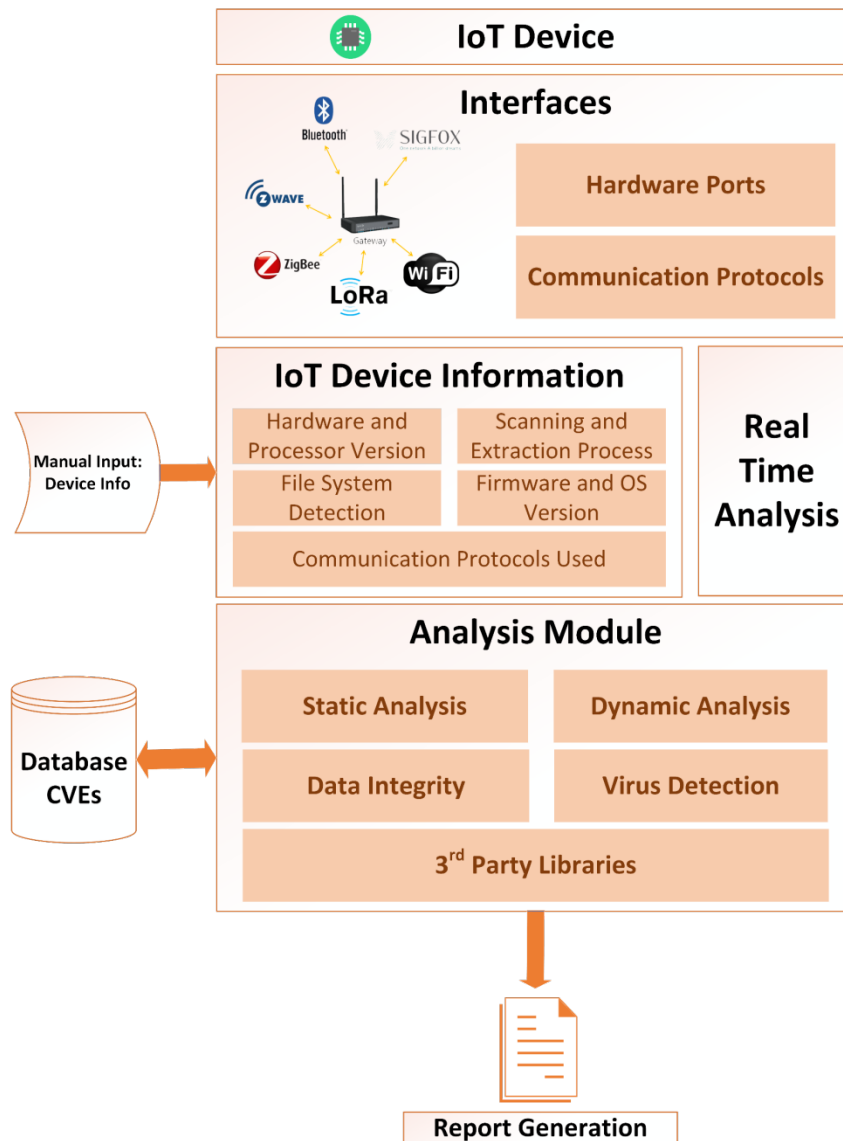 IoT Device
Interfaces
Bluetooth
SIGFOX
Z WAVE
Gateway
ZigBee
LoRa
Wi Fi
Hardware Ports
Communication Protocols
IoT Device Information
Hardware and
Processor Version
Scanning and
Extraction Process
File System
Detection
Firmware and OS
Version
Communication Protocols Used
Manual Input:
Device Info
Real
Time
Analysis
Analysis Module
Static Analysis
Dynamic Analysis
Data Integrity
Virus Detection
3rd Party Libraries
Database
CVEs
Report Generation